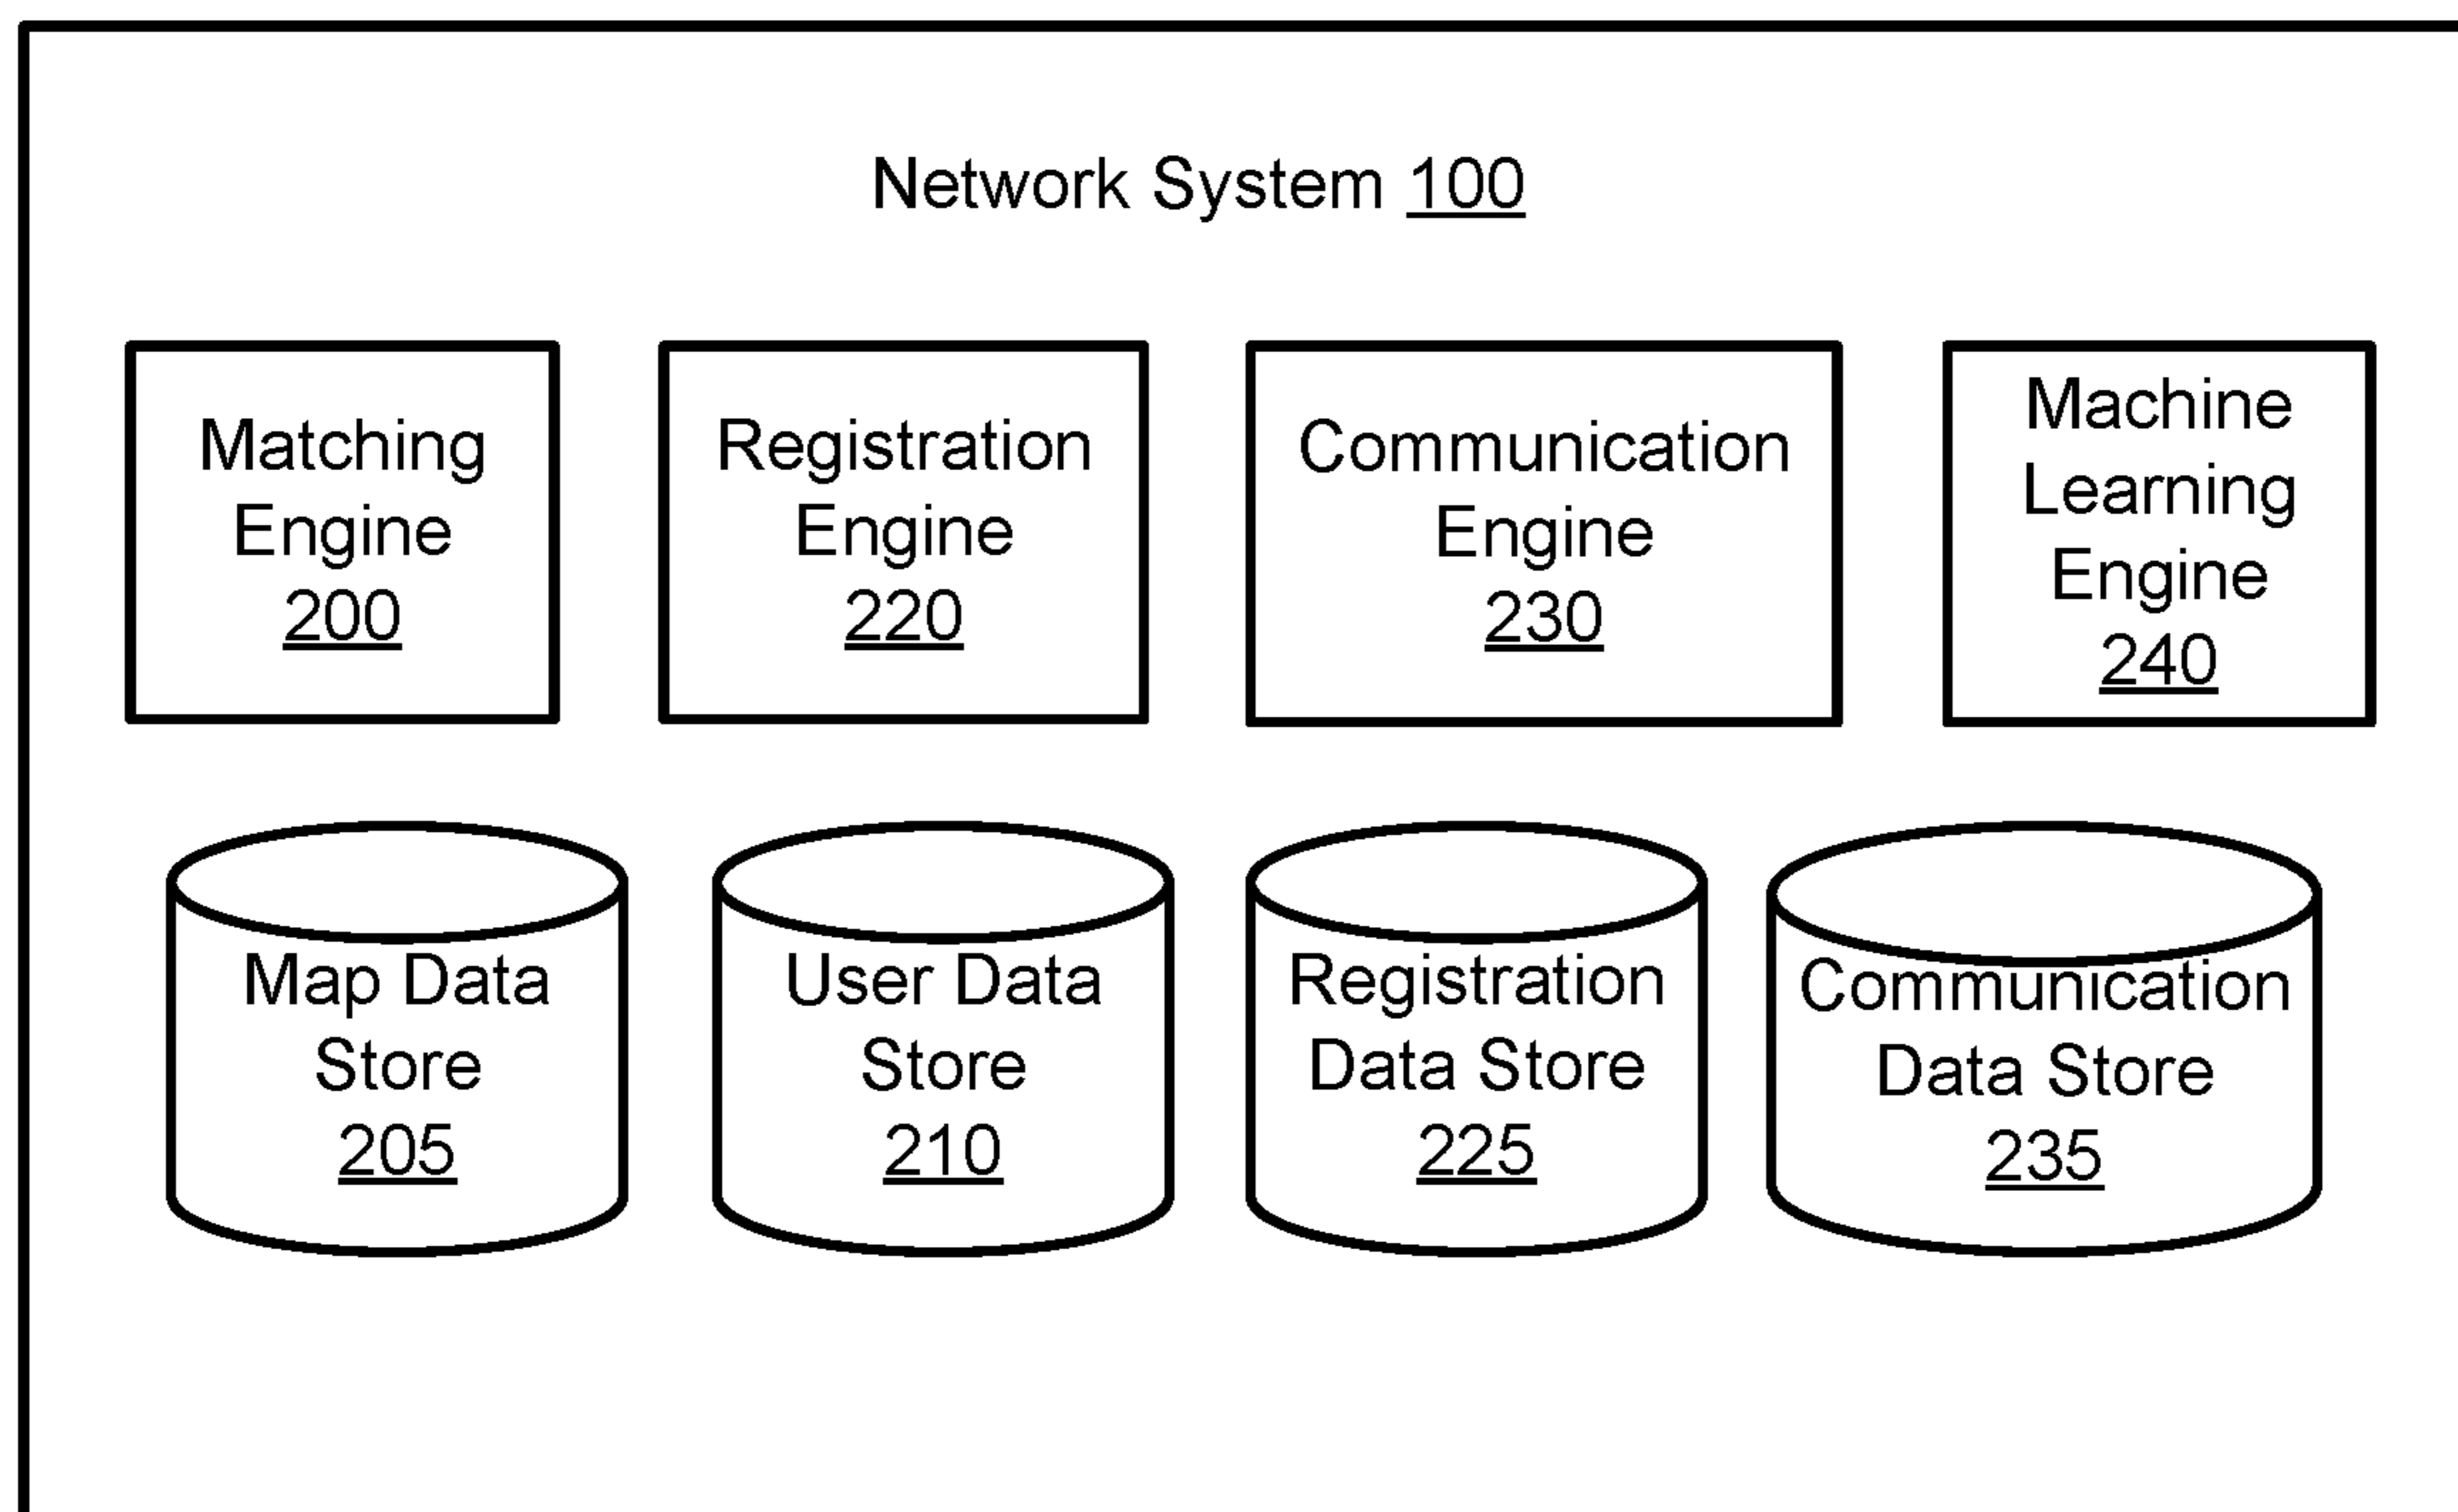 Network System 100
Matching
Engine
200
Registration
Engine
220
Communication
Engine
230
Machine
Learning
Engine
240
Map Data
Store
205
User Data
Store
210
Registration
Data Store
225
Communication
Data Store
235